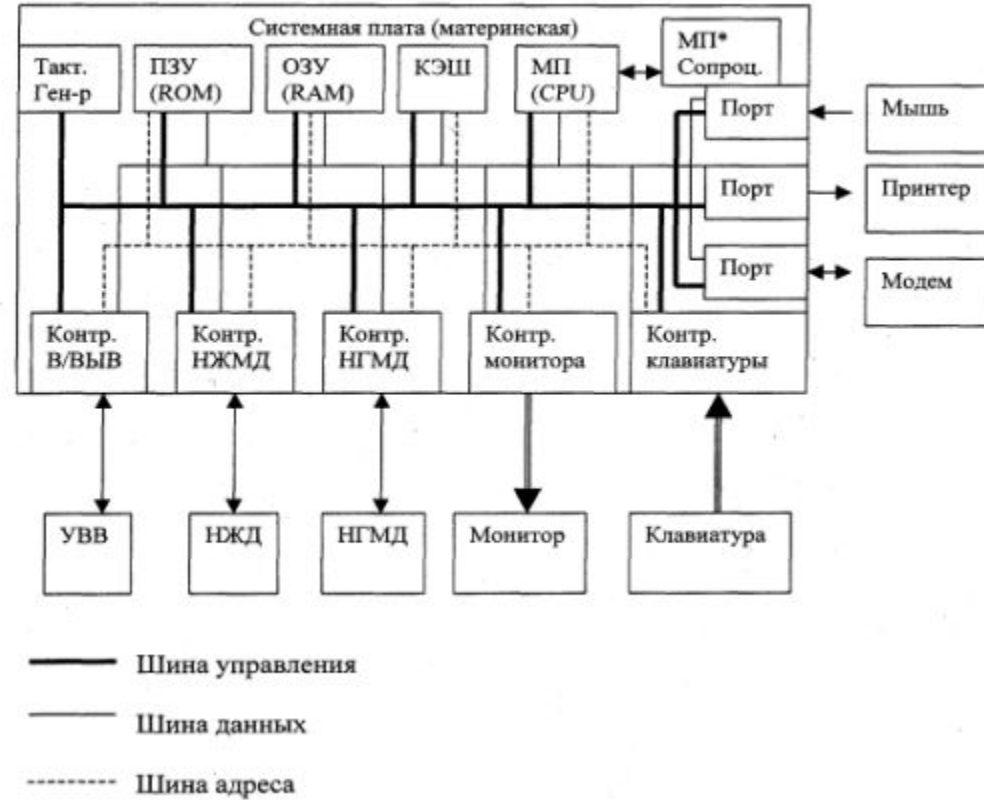 Системная плата (материнская)
Такт.
Ген-р
ПЗУ
(ROM)
ОЗУ
(RAM)
КЭШ
МП
(CPU)
МП*
Сопроц.
Порт
Мышь
Порт
Принтер
Порт
Модем
Контр.
В/ВЫВ
Контр.
НЖМД
Контр.
НГМД
Контр.
монитора
Контр.
клавиатуры
УВВ
НЖД
НГМД
Монитор
Клавиатура
Шина управления
Шина данных
Шина адреса